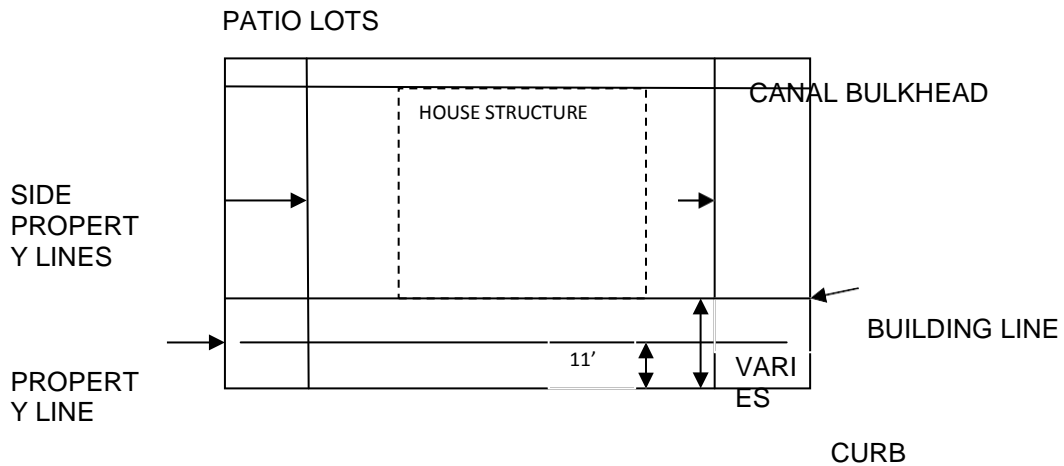 PATIO LOTS
CANAL BULKHEAD
HOUSE STRUCTURE
SIDE
PROPERT
Y LINES
BUILDING LINE
11’
VARI
ES
PROPERT
Y LINE
CURB